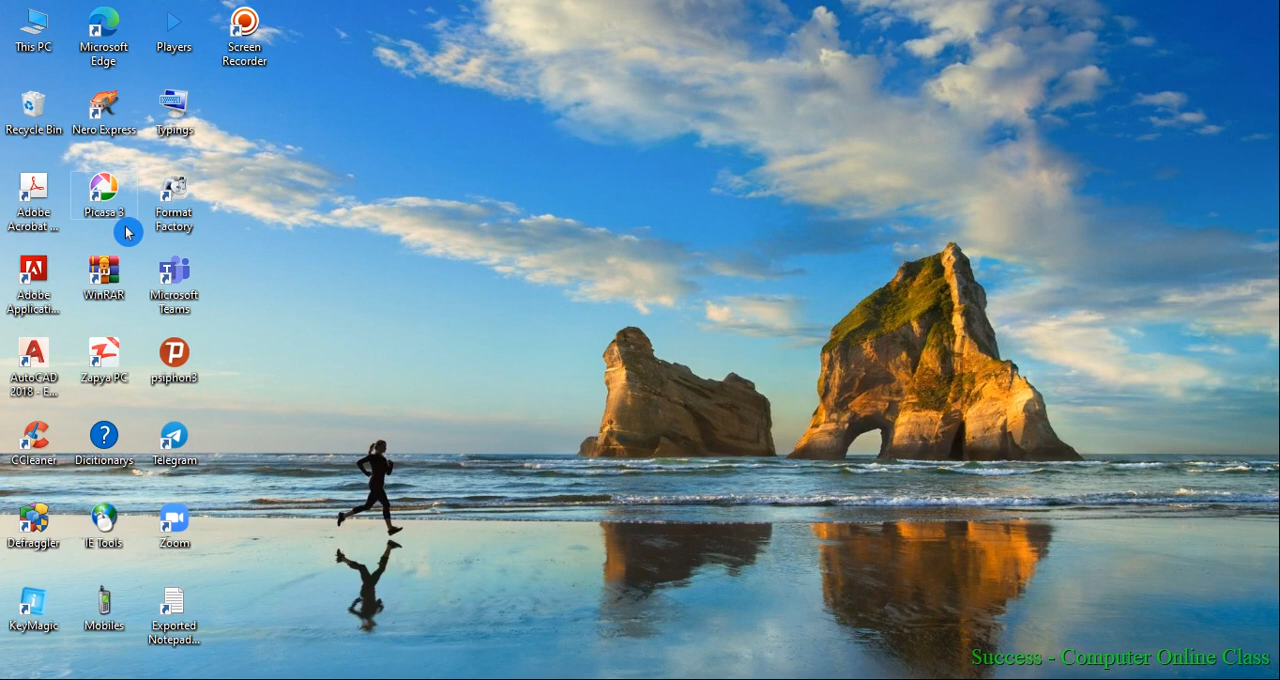 This PC
Microsoft
Edge
Players
Screen
Recorder
Recycle Bin
Nero Express
Typings
Adobe
Acrobat ...
Picasa 3
Format
Factory
Adobe
Applicati...
WinRAR
Microsoft
Teams
AutoCAD
2018 - E...
Zapya PC
psiphon3
CCleaner
Dicitionarys
Telegram
Defraggler
IE Tools
Zoom
KeyMagic
Mobiles
Exported
Notepad...
Success - Computer Online Class